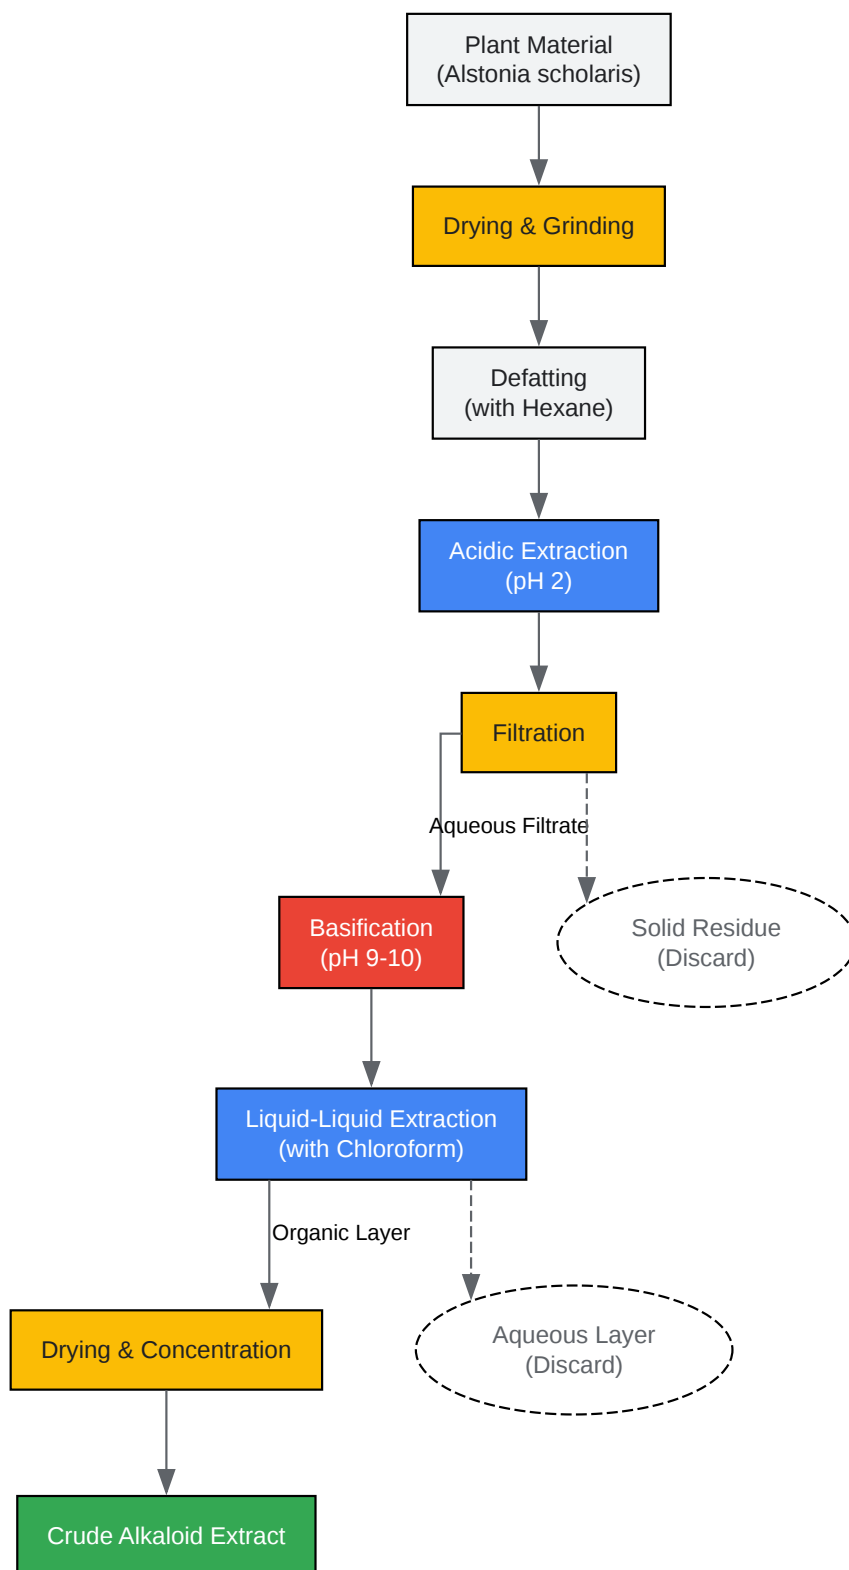 Plant Material
(Alstonia scholaris)
Drying & Grinding
Defatting
(with Hexane)
Acidic Extraction
(pH 2)
Filtration
Aqueous Filtrate
Basification
(pH 9-10)
Solid Residue
(Discard)
Liquid-Liquid Extraction
(with Chloroform)
Organic Layer
Drying & Concentration
Aqueous Layer
(Discard)
Crude Alkaloid Extract